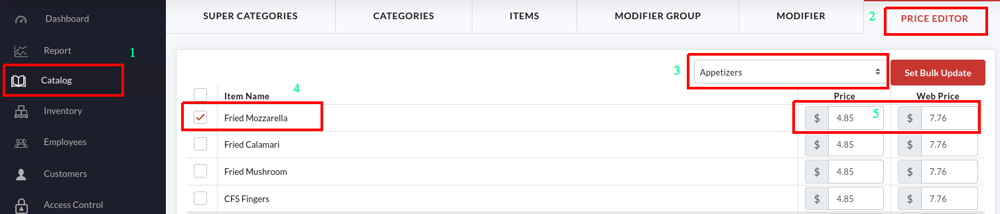 Dashboard
Report
1
Catalog
Inventory
Employees
Customers
Access Control
SUPER CATEGORIES
CATEGORIES
ITEMS
MODIFIER GROUP
MODIFIER
2
PRICE EDITOR
3
Appetizers
Set Bulk Update
4
Item Name
Price
Web Price
Fried Mozzarella
$ 4.85
5
$ 7.76
Fried Calamari
$ 4.85
$ 7.76
Fried Mushroom
$ 4.85
$ 7.76
CFS Fingers
$ 4.85
$ 7.76